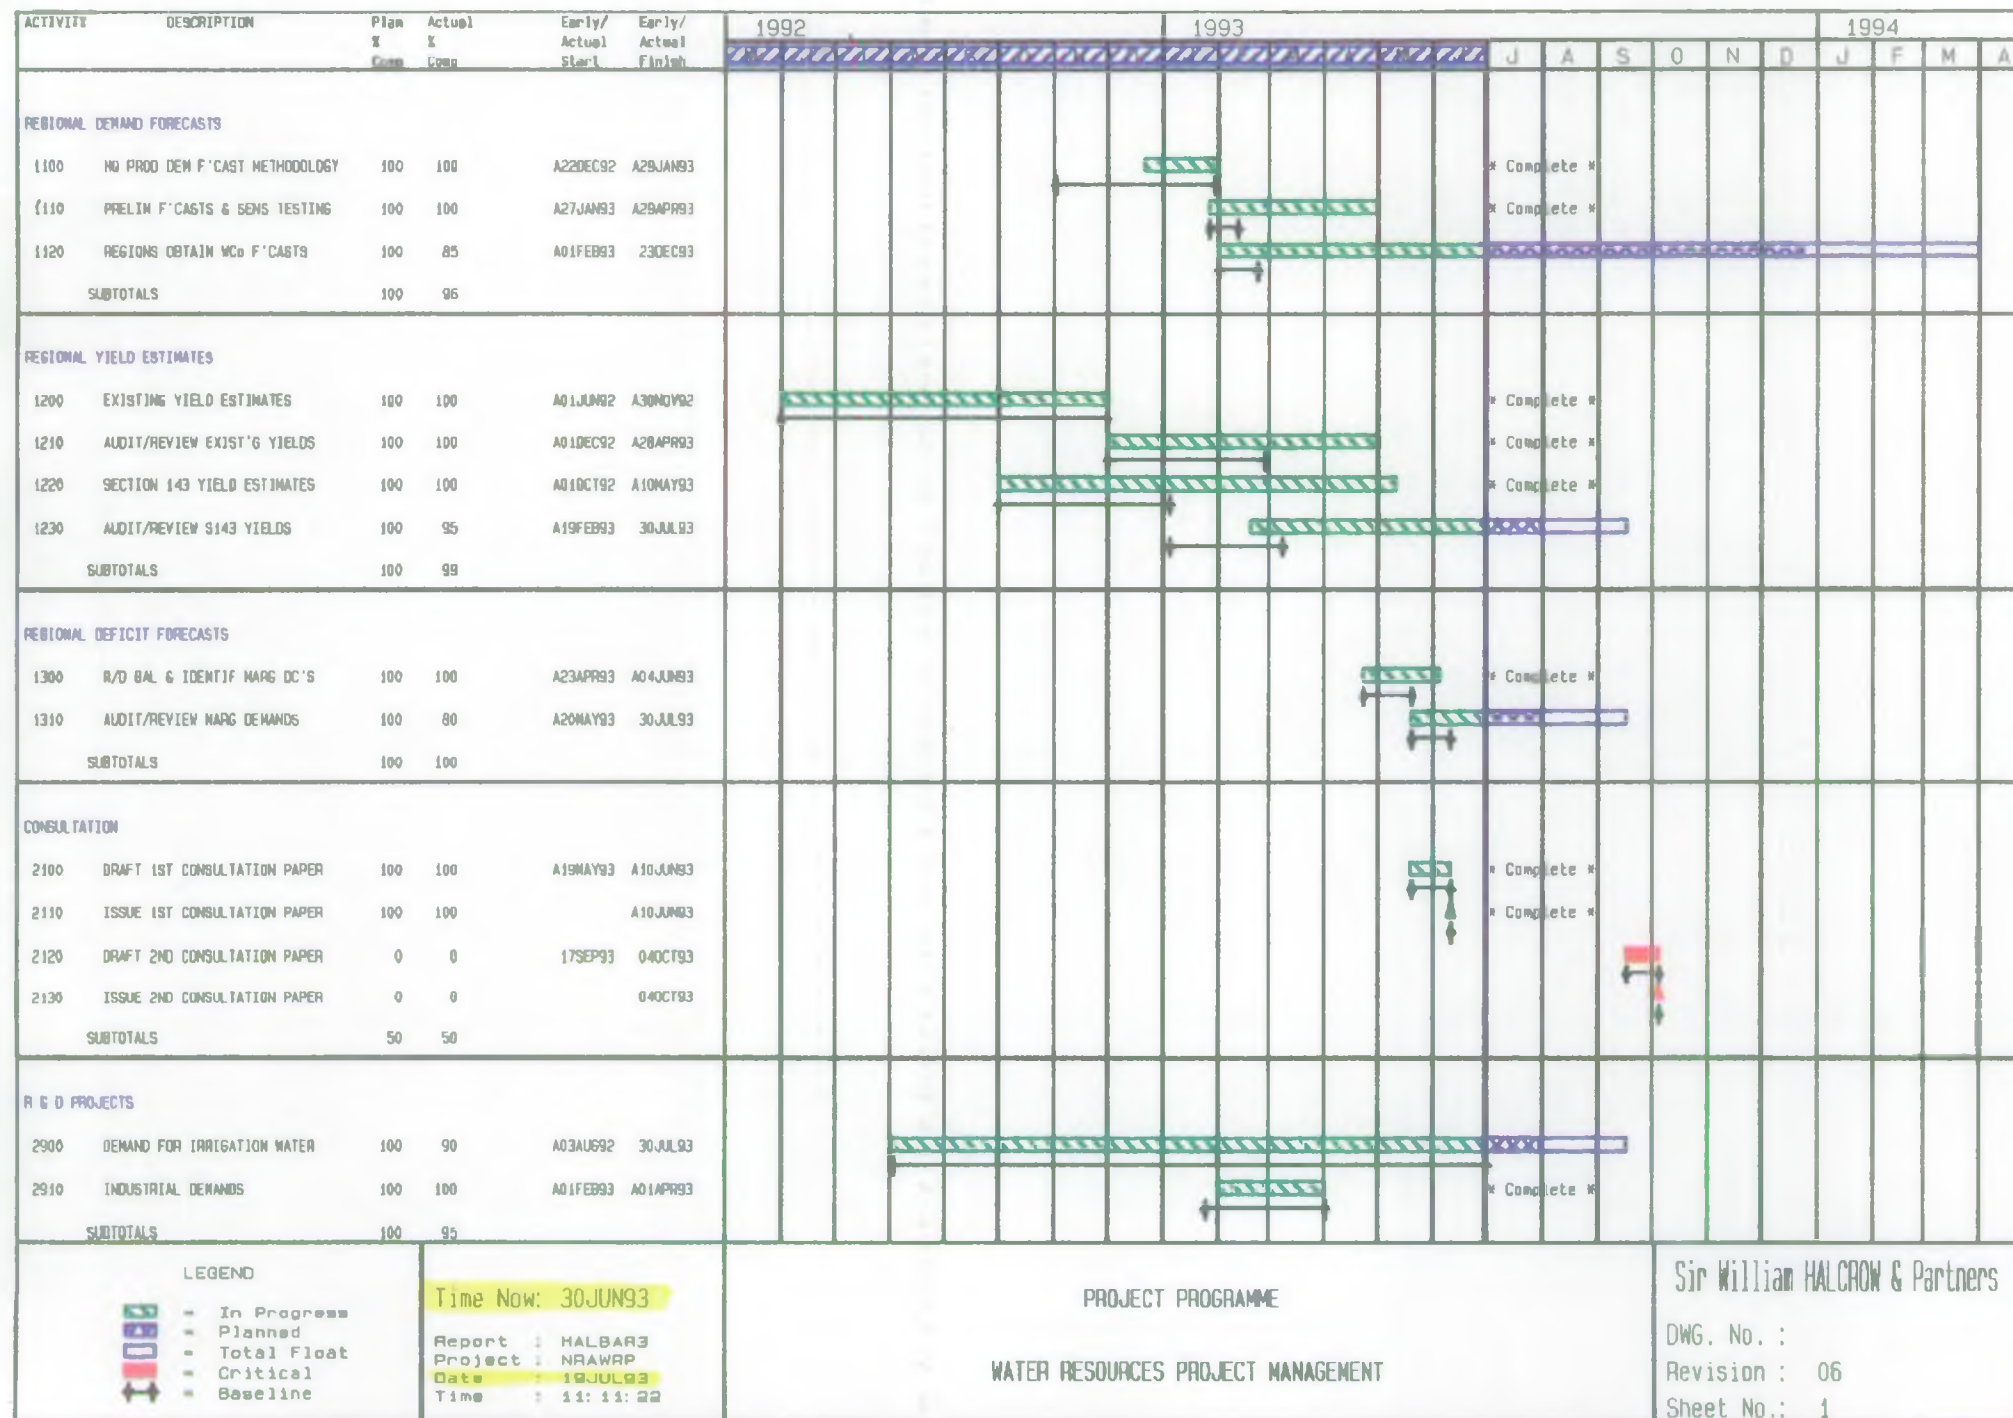 ACTIVITY DESCRIPTION Plan Actual Early/ Early/ 1992 1993 1994
% % Actual Actual
Comp Comp Start Finish J A S O N D J F M A
REGIONAL DEMAND FORECASTS
1100 HQ PROD DEM F'CAST METHODOLOGY 100 100 A22DEC92 A29JAN93 * Complete *
1110 PRELIM F'CASTS & SENS TESTING 100 100 A27JAN93 A29APR93 * Complete *
1120 REGIONS OBTAIN WCo F'CASTS 100 85 A01FEB93 23DEC93
SUBTOTALS 100 96
REGIONAL YIELD ESTIMATES
1200 EXISTING YIELD ESTIMATES 100 100 A01JUN92 A30NOV92 * Complete *
1210 AUDIT/REVIEW EXIST'G YIELDS 100 100 A01DEC92 A28APR93 * Complete *
1220 SECTION 143 YIELD ESTIMATES 100 100 A01OCT92 A10MAY93 * Complete *
1230 AUDIT/REVIEW S143 YIELDS 100 95 A19FEB93 30JUL93
SUBTOTALS 100 99
REGIONAL DEFICIT FORECASTS
1300 R/D BAL & IDENTIF MARG DC'S 100 100 A23APR93 A04JUN93 * Complete *
1310 AUDIT/REVIEW MARG DEMANDS 100 80 A20MAY93 30JUL93
SUBTOTALS 100 100
CONSULTATION
2100 DRAFT 1ST CONSULTATION PAPER 100 100 A19MAY93 A10JUN93 * Complete *
2110 ISSUE 1ST CONSULTATION PAPER 100 100 A10JUN93 * Complete *
2120 DRAFT 2ND CONSULTATION PAPER 0 0 17SEP93 04OCT93
2130 ISSUE 2ND CONSULTATION PAPER 0 0 04OCT93
SUBTOTALS 50 50
R & D PROJECTS
2900 DEMAND FOR IRRIGATION WATER 100 90 A03AUG92 30JUL93
2910 INDUSTRIAL DEMANDS 100 100 A01FEB93 A01APR93 * Complete *
SUBTOTALS 100 95
LEGEND
= In Progress
= Planned
= Total Float
= Critical
= Baseline
Time Now: 30JUN93
Report : HALBAR3
Project : NRAWRP
Date : 19JUL93
Time : 11:11:22
PROJECT PROGRAMME
WATER RESOURCES PROJECT MANAGEMENT
Sir William HALCROW & Partners
DWG. No. :
Revision : 06
Sheet No.: 1